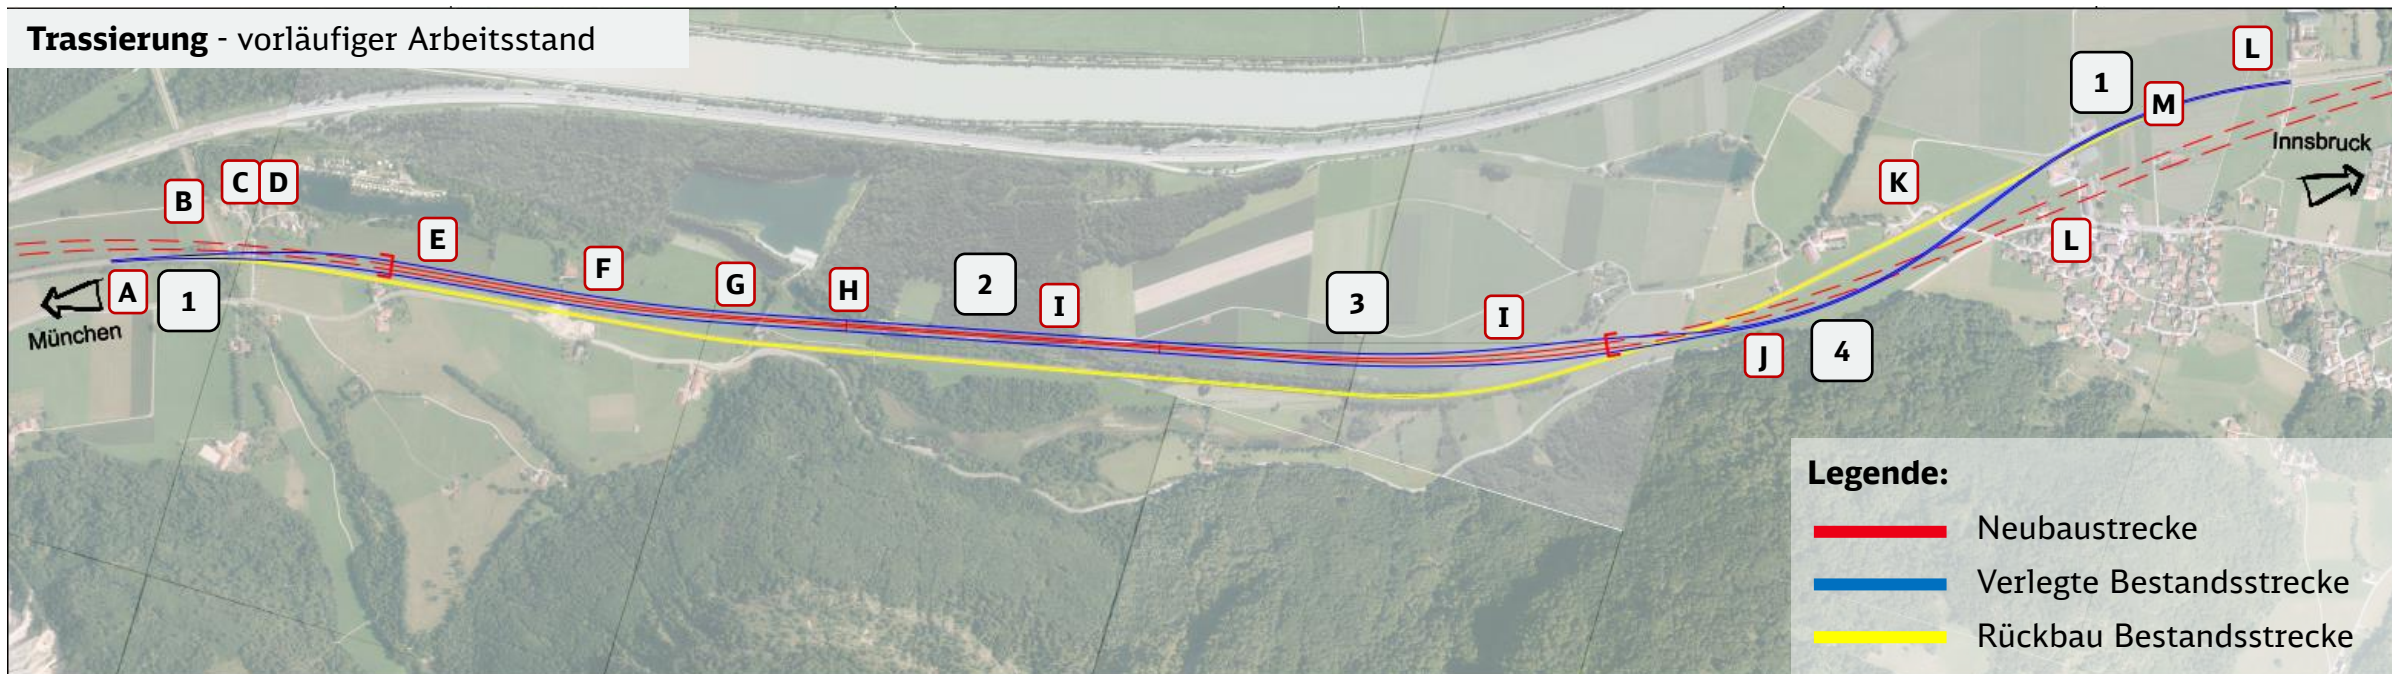 Trassierung - vorläufiger Arbeitsstand
L
1
M
Innsbruck
B
C
D
K
E
L
F
G
H
2
I
3
I
A
1
München
J
4
Legende:
Neubaustrecke
Verlegte Bestandsstrecke
Rückbau Bestandsstrecke